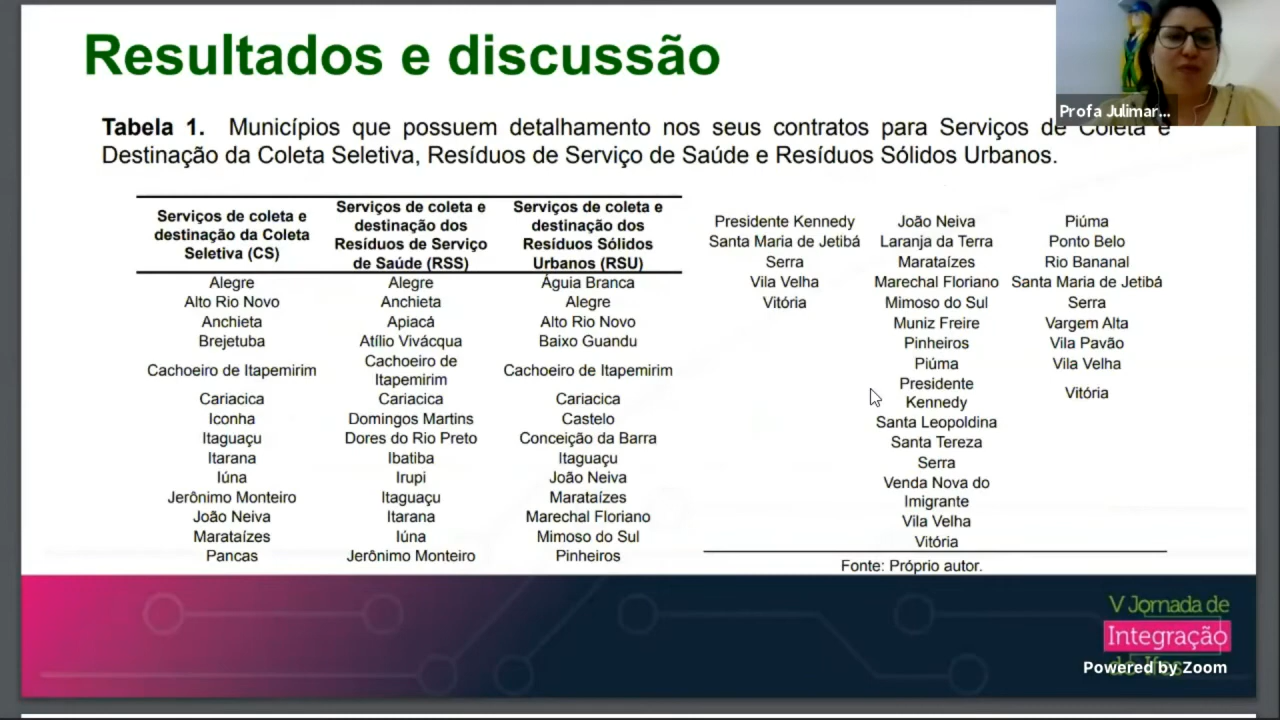 Resultados e discussão
Profa Julimar...
Tabela 1. Municípios que possuem detalhamento nos seus contratos para Serviços de Coleta e
Destinação da Coleta Seletiva, Resíduos de Serviço de Saúde e Resíduos Sólidos Urbanos.
Serviços de coleta e
destinação da Coleta
Seletiva (CS)
Serviços de coleta e
destinação dos
Resíduos de Serviço
de Saúde (RSS)
Serviços de coleta e
destinação dos
Resíduos Sólidos
Urbanos (RSU)
Alegre
Alto Rio Novo
Anchieta
Brejetuba
Cachoeiro de Itapemirim
Cariacica
Iconha
Itaguaçu
Itarana
Iúna
Jerônimo Monteiro
João Neiva
Marataízes
Pancas
Alegre
Anchieta
Apiacá
Atílio Vivácqua
Cachoeiro de
Itapemirim
Cariacica
Domingos Martins
Dores do Rio Preto
Ibatiba
Irupi
Itaguaçu
Itarana
Iúna
Jerônimo Monteiro
Águia Branca
Alegre
Alto Rio Novo
Baixo Guandu
Cachoeiro de Itapemirim
Cariacica
Castelo
Conceição da Barra
Itaguaçu
João Neiva
Marataízes
Marechal Floriano
Mimoso do Sul
Pinheiros
Presidente Kennedy
Santa Maria de Jetibá
Serra
Vila Velha
Vitória
João Neiva
Laranja da Terra
Marataízes
Marechal Floriano
Mimoso do Sul
Muniz Freire
Pinheiros
Piúma
Presidente
Kennedy
Santa Leopoldina
Santa Tereza
Serra
Venda Nova do
Imigrante
Vila Velha
Vitória
Piúma
Ponto Belo
Rio Bananal
Santa Maria de Jetibá
Serra
Vargem Alta
Vila Pavão
Vila Velha
Vitória
Fonte: Próprio autor.
V Jornada de
Integração
do Ifes
Powered by Zoom